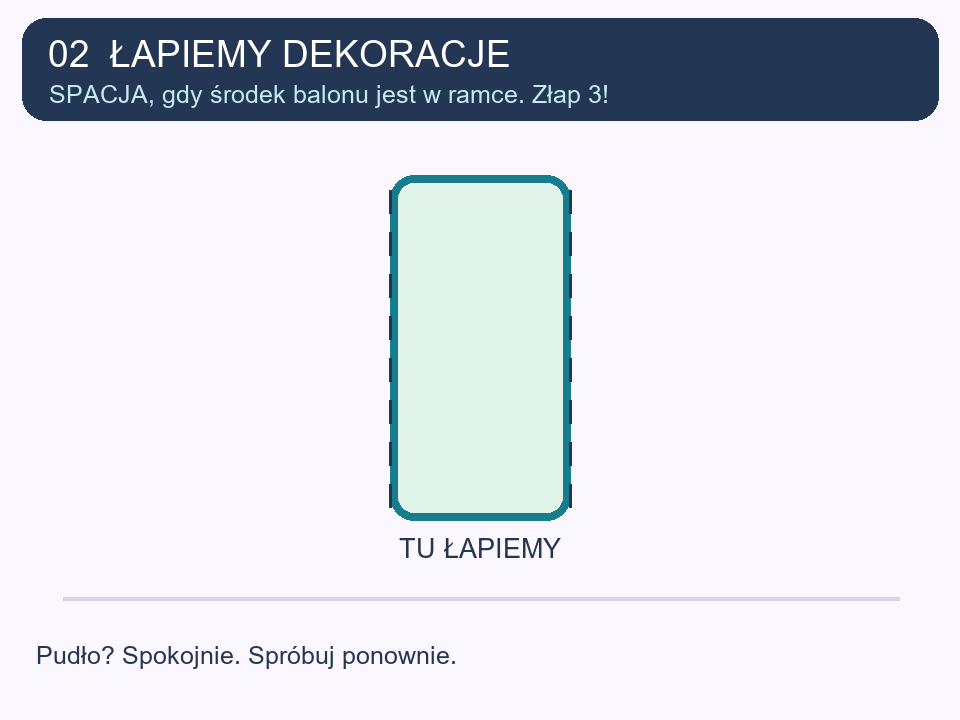 02 ŁAPIEMY DEKORACJE
SPACJA, gdy środek balonu jest w ramce. Złap 3!
TU ŁAPIEMY
Pudło? Spokojnie. Spróbuj ponownie.